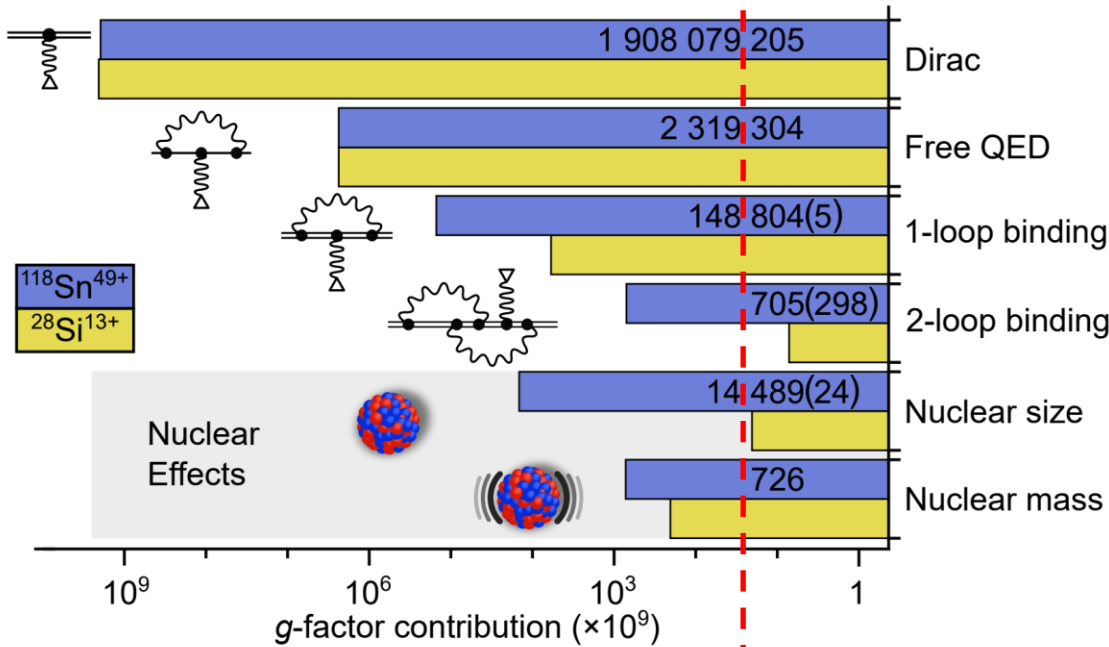 1 908 079 205
Dirac
2 319 304
Free QED
148 804(5)
1-loop binding
¹¹⁸Sn⁴⁹⁺
²⁸Si¹³⁺
705(298)
2-loop binding
14 489(24)
Nuclear size
Nuclear
Effects
726
Nuclear mass
10⁹ 10⁶ 10³ 1
g-factor contribution (×10⁹)